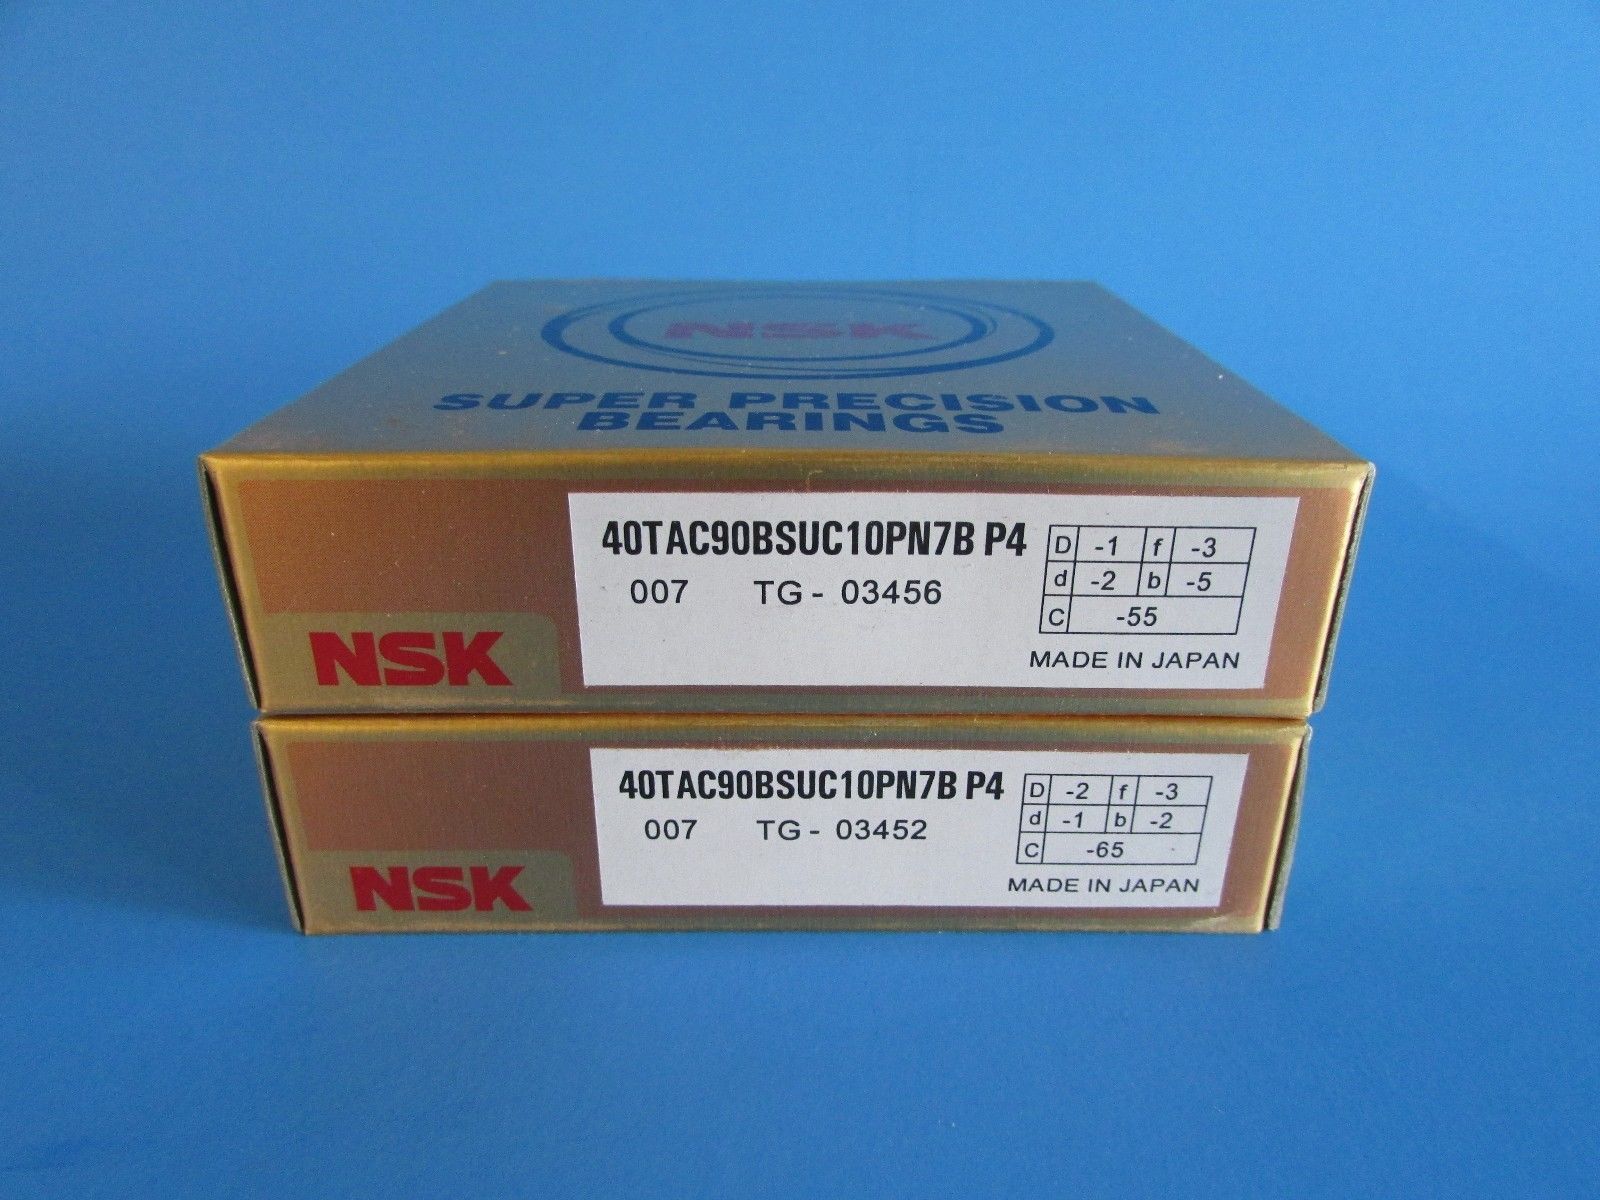 NSK
SUPER PRECISION
BEARINGS
40TAC90BSUC10PN7B P4
007 TG- 03456
D -1 f -3
d -2 b -5
C -55
MADE IN JAPAN
NSK
40TAC90BSUC10PN7B P4
007 TG- 03452
D -2 f -3
d -1 b -2
C -65
MADE IN JAPAN
NSK